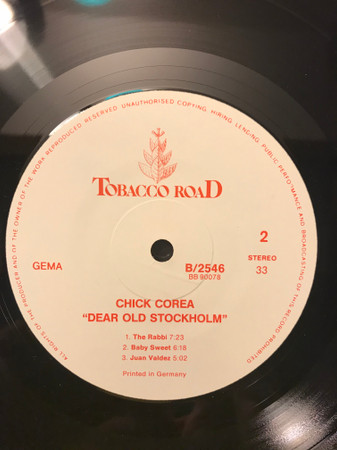 ALL RIGHTS OF THE PRODUCER AND OF THE OWNER OF THE WORK REPRODUCED RESERVED. UNAUTHORISED COPYING. HIRING. LENDING. PUBLIC PERFORMANCE AND BROADCASTING OF THIS RECORD PROHIBITED
TOBACCO ROAD
2
GEMA
B/2546
BB 80078
STEREO
33
CHICK COREA
"DEAR OLD STOCKHOLM"
1. The Rabbi 7:23
2. Baby Sweet 6:18
3. Juan Valdez 5:02
Printed in Germany